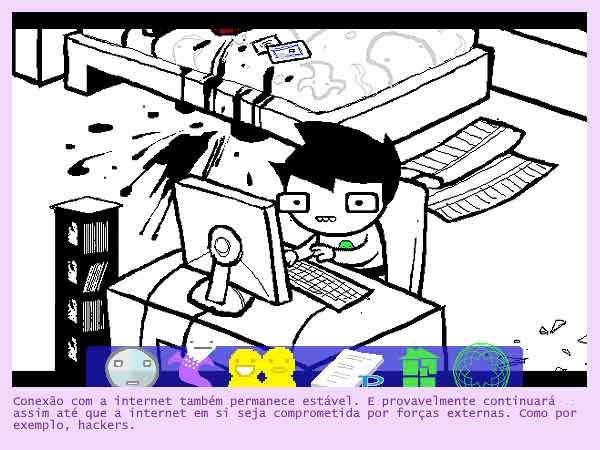 Conexão com a internet também permanece estável. E provavelmente continuará
assim até que a internet em si seja comprometida por forças externas. Como por
exemplo, hackers.